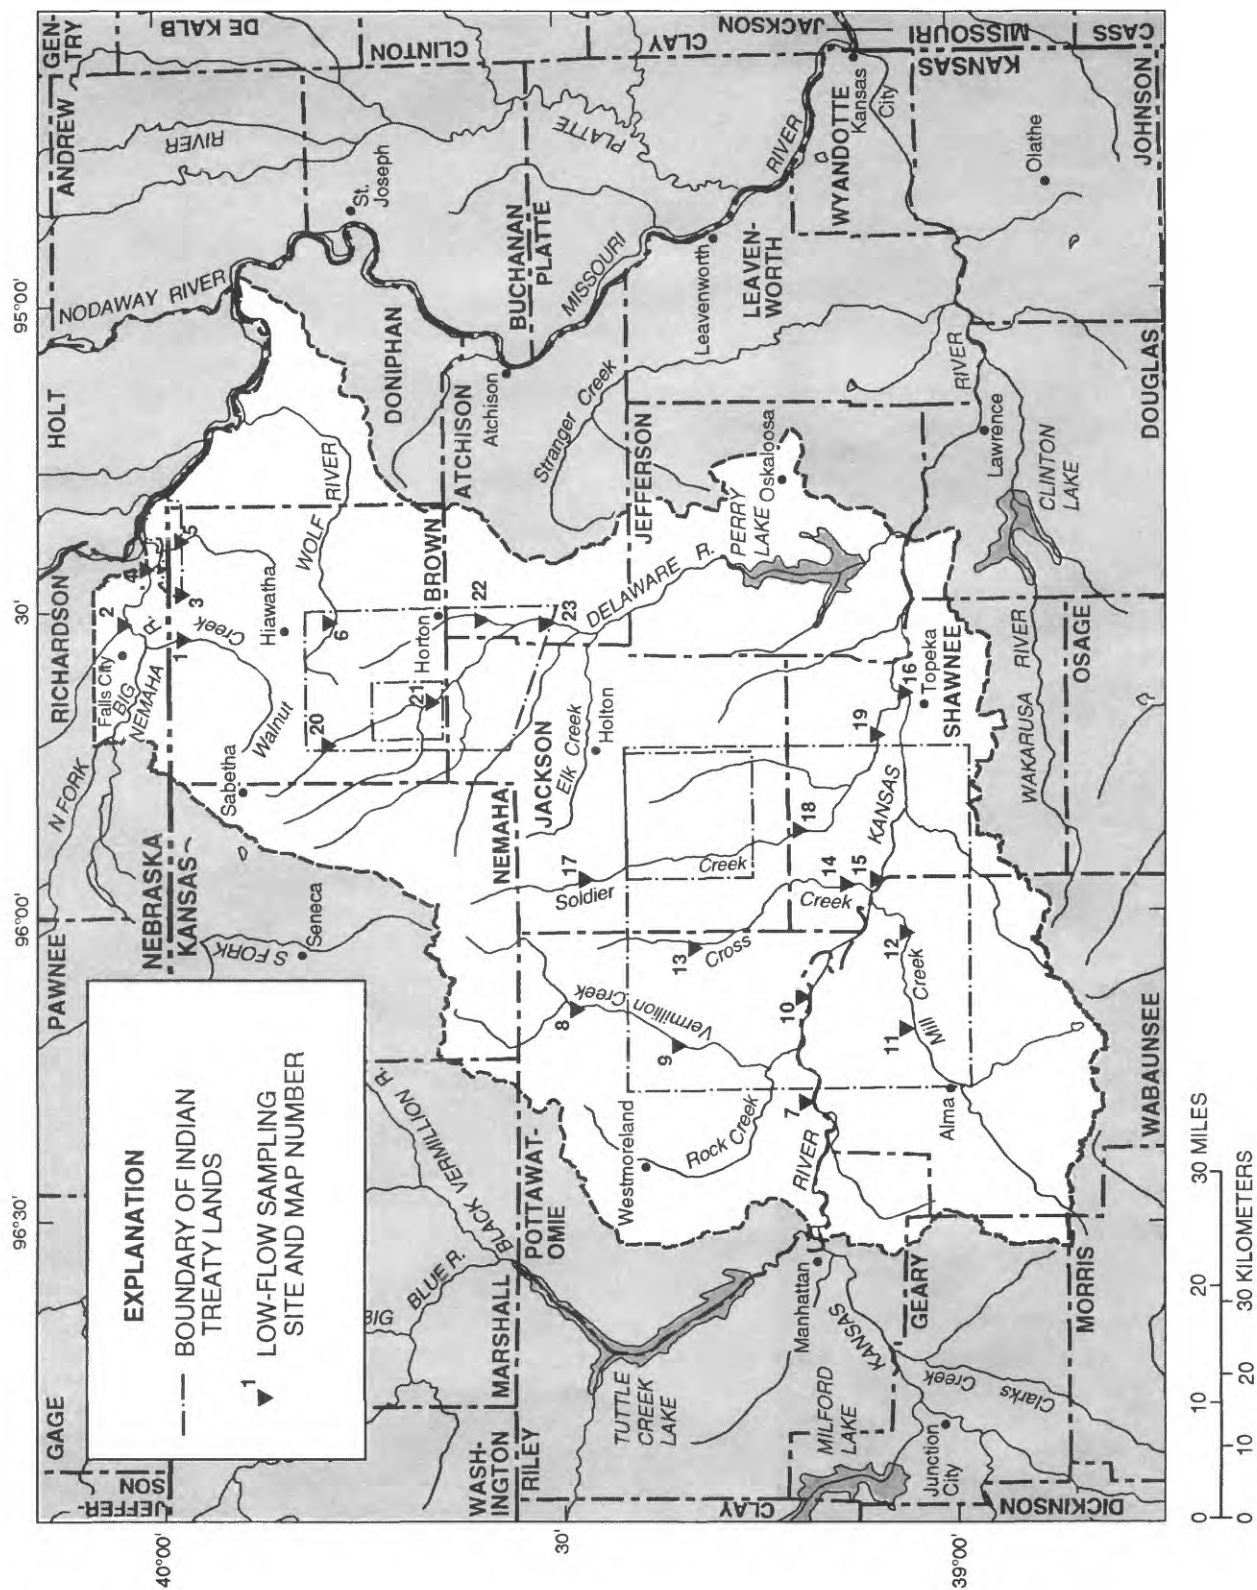 EXPLANATION
BOUNDARY OF INDIAN
TREATY LANDS
1
LOW-FLOW SAMPLING
SITE AND MAP NUMBER
96°30'
96°00'
95°00'
40°00'
30'
39°00'
30'
JEFFER-
SON
GAGE
PAWNEE
RICHARDSON
HOLT
ANDREW
GEN-
TRY
DE KALB
CLINTON
CLAY
JACKSON
MISSOURI
KANSAS
CASS
NEBRASKA
KANSAS
WASH-
INGTON
MARSHALL
NEMAHA
BROWN
DONIPHAN
BUCHANAN
PLATTE
ATCHISON
RILEY
POTTAWAT-
OMIE
JACKSON
JEFFERSON
LEAVEN-
WORTH
WYANDOTTE
CLAY
GEARY
DICKINSON
MORRIS
WABAUNSEE
SHAWNEE
OSAGE
DOUGLAS
JOHNSON
N FORK
BIG
NEMAHA
R.
Falls City
NODAWAY RIVER
RIVER
PLATTE
St.
Joseph
S FORK
Seneca
Sabetha
Walnut
Creek
Hiawatha
WOLF
RIVER
Horton
Atchison
MISSOURI
RIVER
Leavenworth
Stranger Creek
BIG
BLUE R.
BLACK VERMILLION R.
TUTTLE
CREEK
LAKE
Westmoreland
Rock Creek
Vermillion Creek
Cross
Creek
Soldier
Creek
Elk Creek
Holton
DELAWARE R.
PERRY
LAKE
Oskaloosa
Kansas
City
Olathe
MILFORD
LAKE
Manhattan
KANSAS
RIVER
Junction
City
Clarks
Creek
Alma
Mill
Creek
KANSAS
Topeka
RIVER
Lawrence
CLINTON
LAKE
WAKARUSA RIVER
1
2
3
4
5
6
7
8
9
10
11
12
13
14
15
16
17
18
19
20
21
22
23
0 10 20 30 MILES
0 10 20 30 KILOMETERS